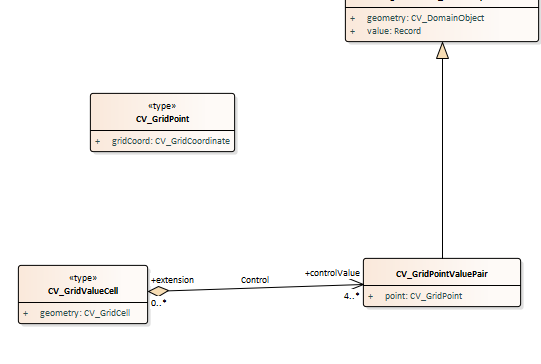 + geometry: CV_DomainObject
+ value: Record
«type»
CV_GridPoint
+ gridCoord: CV_GridCoordinate
«type»
CV_GridValueCell
+ geometry: CV_GridCell
+extension
0..*
Control
+controlValue
4..*
CV_GridPointValuePair
+ point: CV_GridPoint